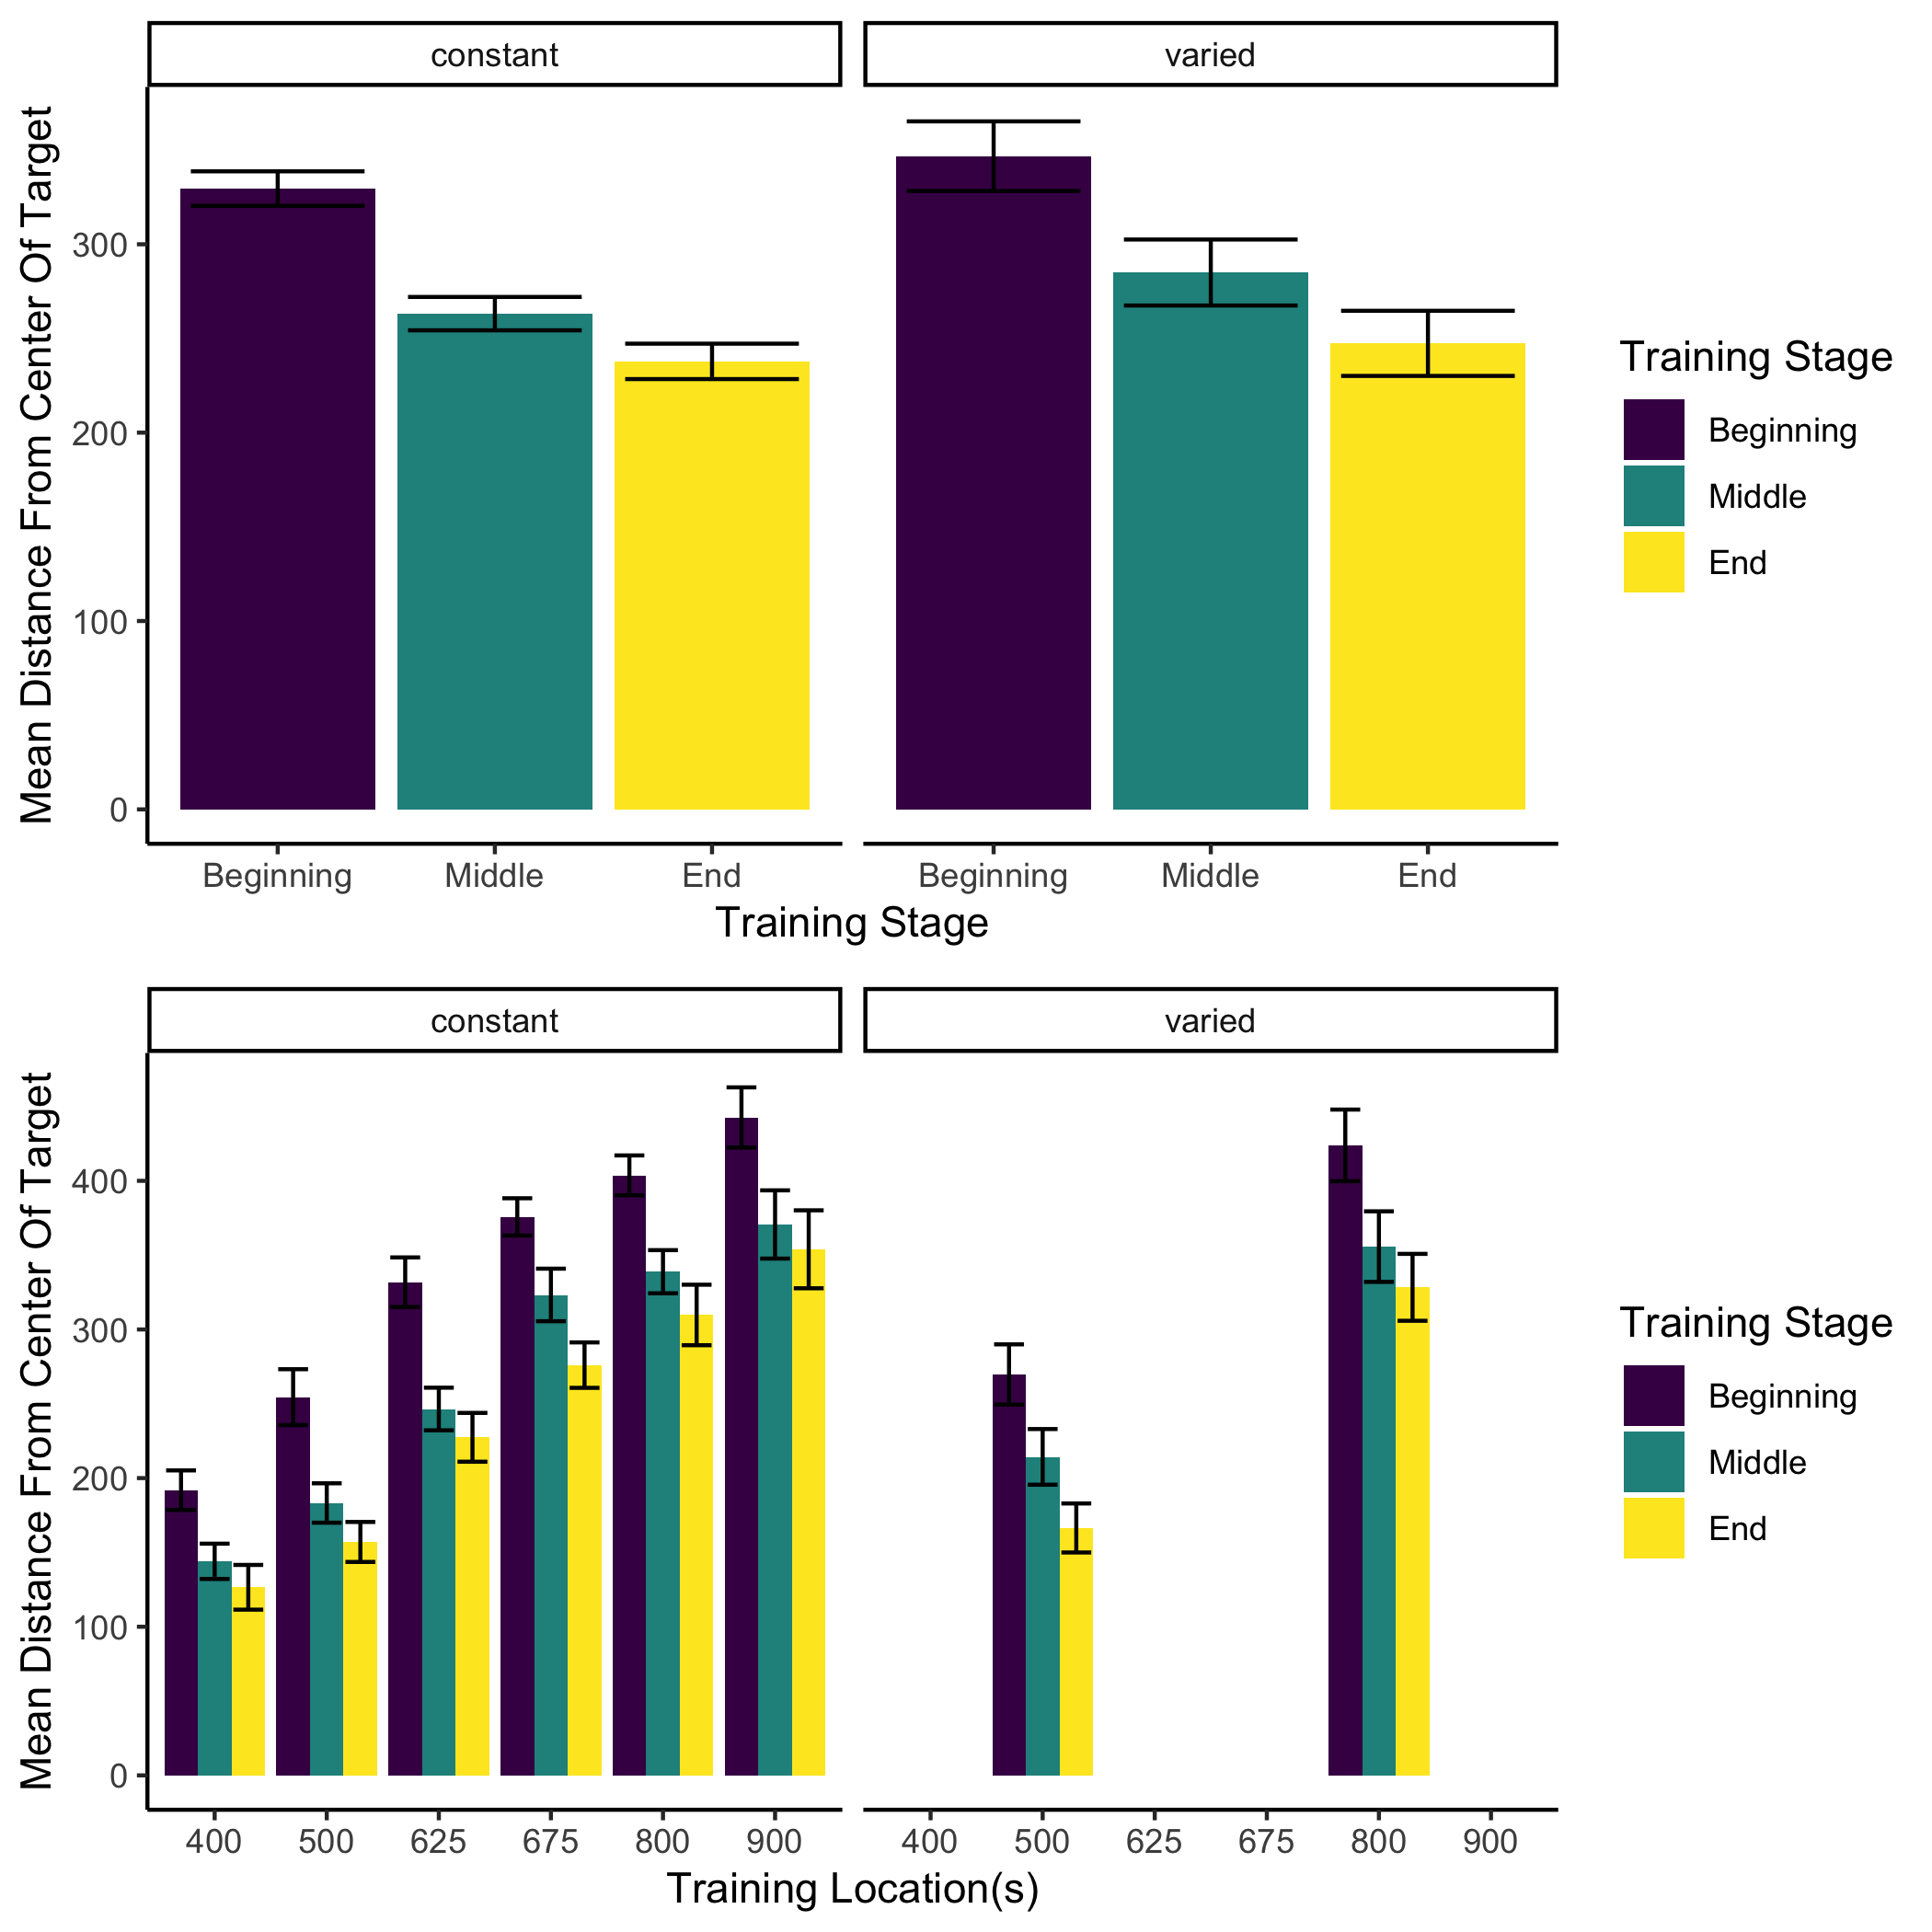 constant varied
Mean Distance From Center Of Target
300
200
100
0
Beginning Middle End Beginning Middle End
Training Stage
Training Stage
Beginning
Middle
End
constant varied
Mean Distance From Center Of Target
400
300
200
100
0
400 500 625 675 800 900 400 500 625 675 800 900
Training Location(s)
Training Stage
Beginning
Middle
End